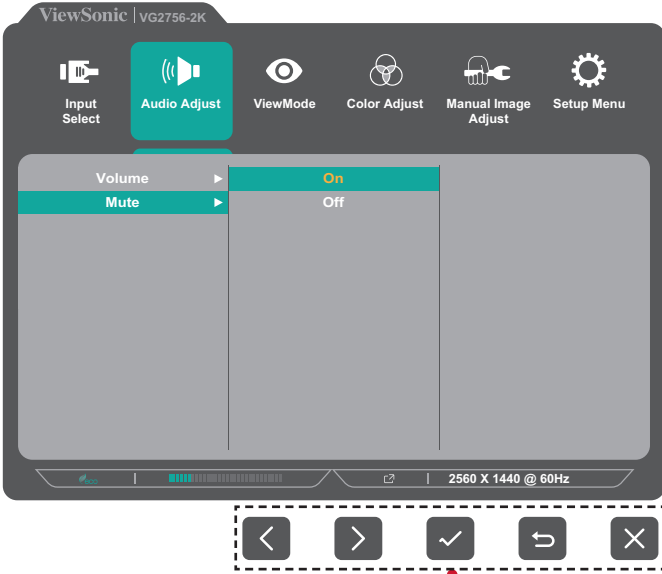 ViewSonic VG2756-2K
Input Select
Audio Adjust
ViewMode
Color Adjust
Manual Image Adjust
Setup Menu
Volume
On
Mute
Off
eco
2560 X 1440 @ 60Hz